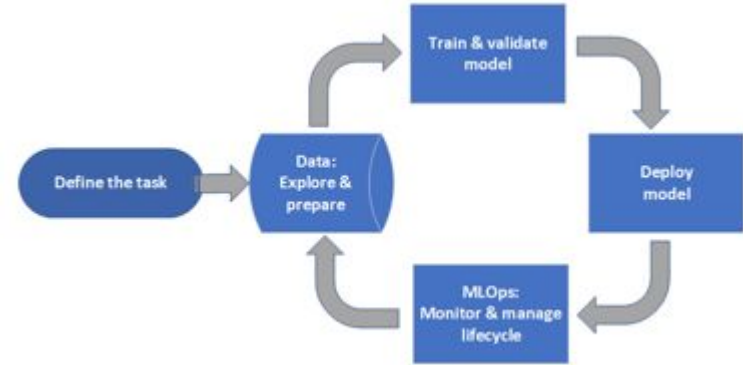 Train & validate
model
Define the task
Data:
Explore &
prepare
Deploy
model
MLOps:
Monitor & manage
lifecycle